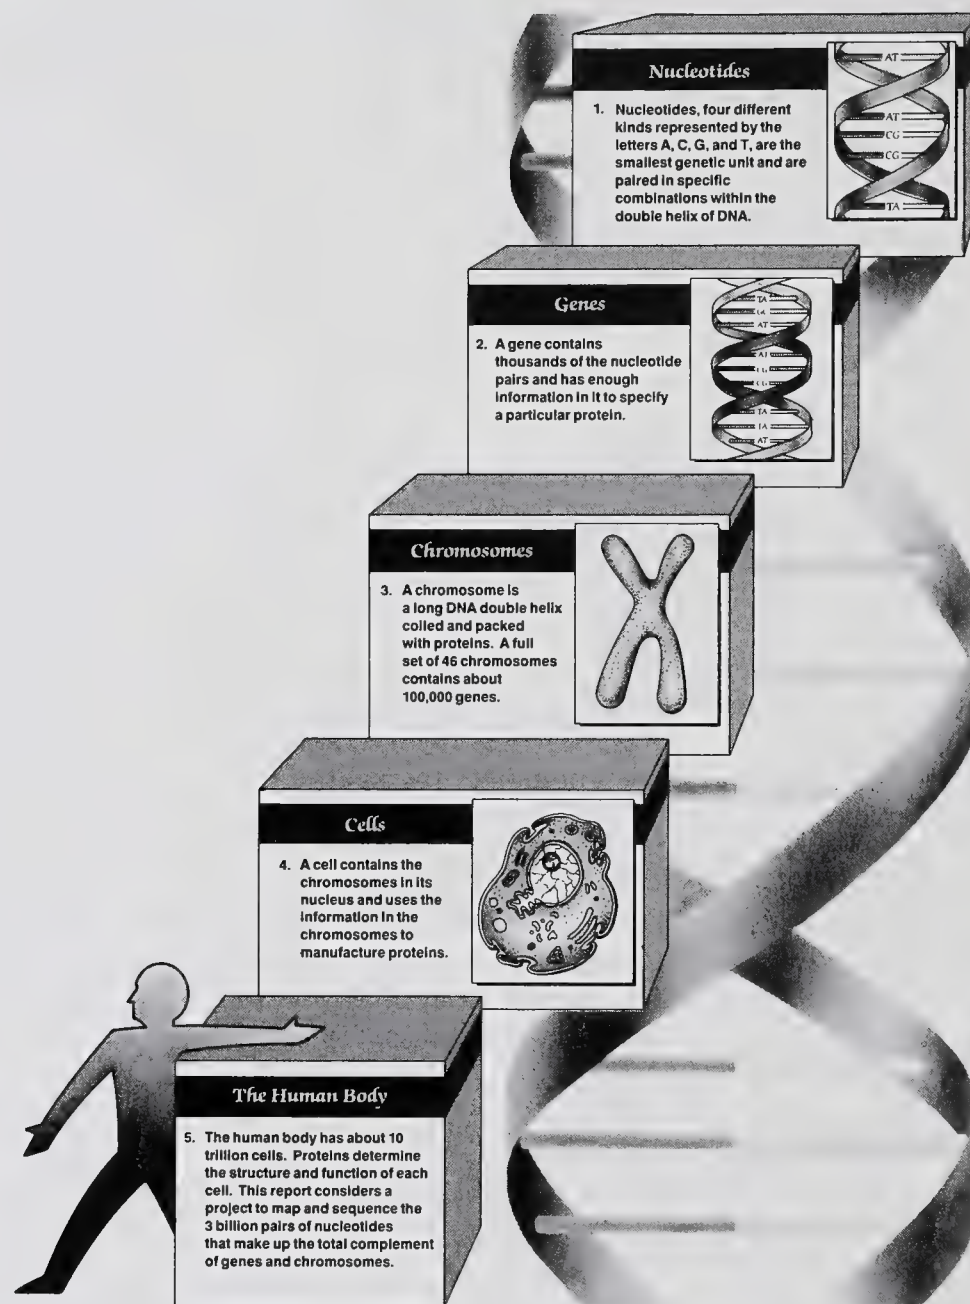 Nucleotides
1. Nucleotides, four different
kinds represented by the
letters A, C, G, and T, are the
smallest genetic unit and are
paired in specific
combinations within the
double helix of DNA.
AT
AT
CG
CG
TA
Genes
2. A gene contains
thousands of the nucleotide
pairs and has enough
information in it to specify
a particular protein.
TA
GC
AT
AT
CG
CG
TA
TA
AT
Chromosomes
3. A chromosome is
a long DNA double helix
coiled and packed
with proteins. A full
set of 46 chromosomes
contains about
100,000 genes.
Cells
4. A cell contains the
chromosomes in its
nucleus and uses the
information in the
chromosomes to
manufacture proteins.
The Human Body
5. The human body has about 10
trillion cells. Proteins determine
the structure and function of each
cell. This report considers a
project to map and sequence the
3 billion pairs of nucleotides
that make up the total complement
of genes and chromosomes.